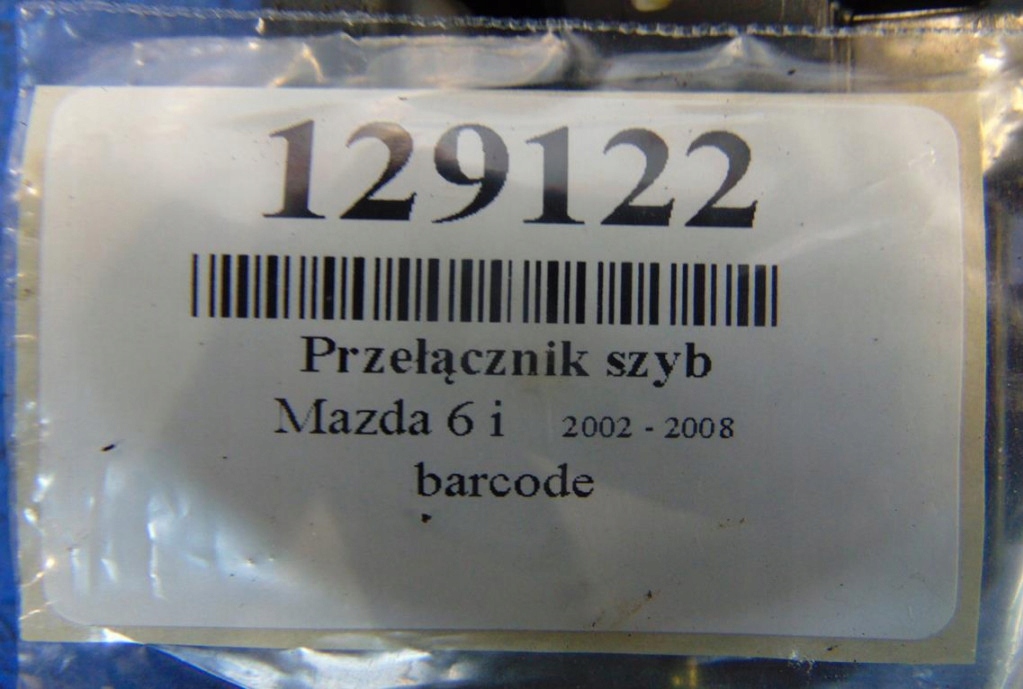 129122
Przełącznik szyb
Mazda 6 i 2002 - 2008
barcode